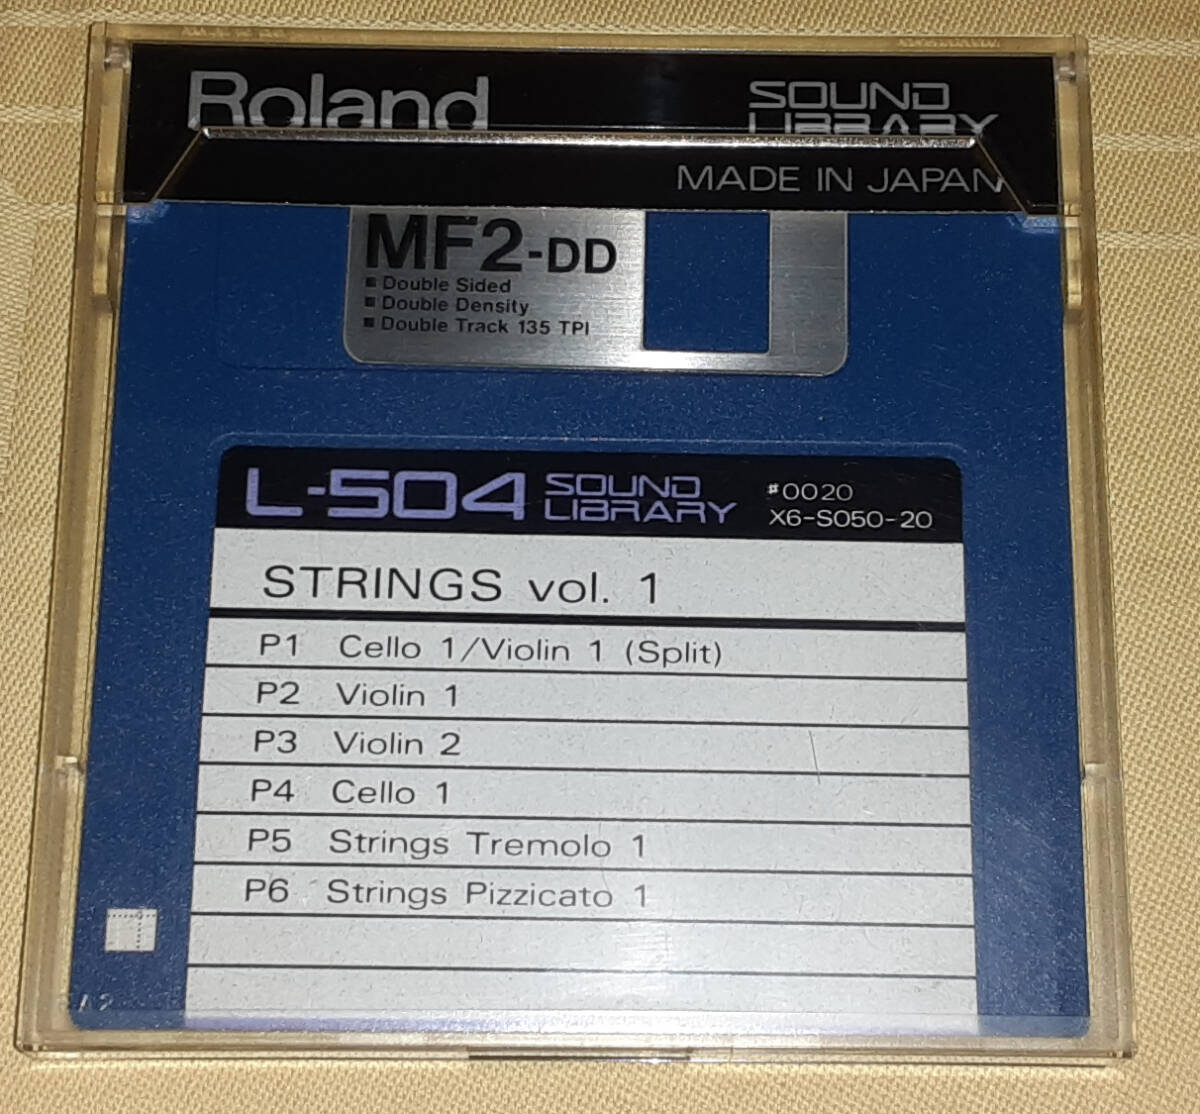 Roland
SOUND
LIBRARY
MADE IN JAPAN
MF2-DD
■ Double Sided
■ Double Density
■ Double Track 135 TPI
L-504 SOUND LIBRARY
#0020
X6-S050-20
STRINGS vol. 1
P1 Cello 1/Violin 1 (Split)
P2 Violin 1
P3 Violin 2
P4 Cello 1
P5 Strings Tremolo 1
P6 Strings Pizzicato 1